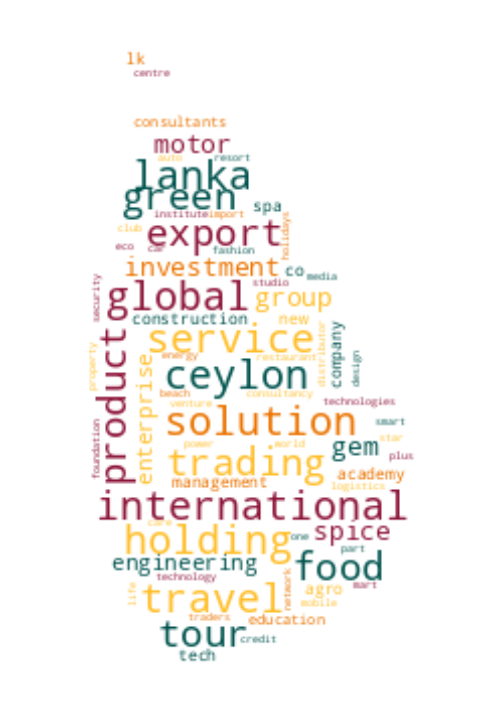 lk
centre
consultants
motor
auto resort
lanka
green
spa
institute import
club
export
holidays
eco car fashion
investment co
media
security
studio
global group
construction new
service
company
distributor
design
product
property
enterprise
energy restaurant
ceylon
beach consultancy
venture technologies
solution
smart
star
power world
gem
plus
foundation
trading
academy
management
logistics
international
care
holding
one
spice
part
engineering
food
technology
network
mart
life
travel
agro
mobile
traders education
tour
credit
tech